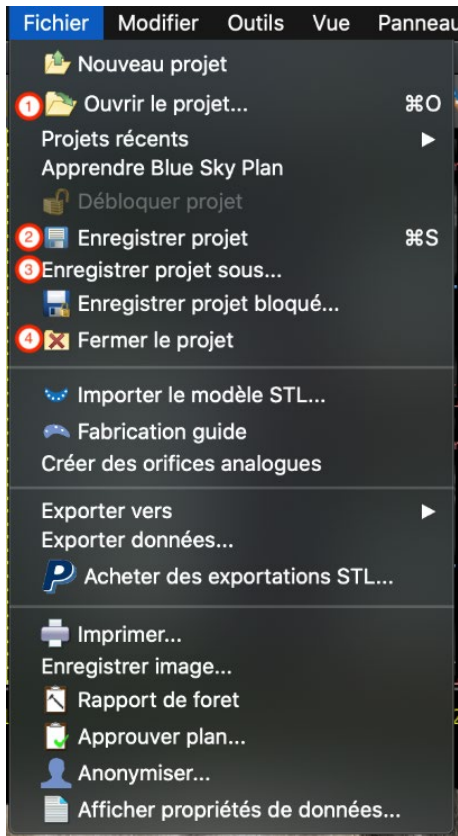 Fichier Modifier Outils Vue Panneau
Nouveau projet
1 Ouvrir le projet... ⌘O
Projets récents ▶
Apprendre Blue Sky Plan
Débloquer projet
2 Enregistrer projet ⌘S
3 Enregistrer projet sous...
Enregistrer projet bloqué...
4 Fermer le projet
Importer le modèle STL...
Fabrication guide
Créer des orifices analogues
Exporter vers ▶
Exporter données...
Acheter des exportations STL...
Imprimer...
Enregistrer image...
Rapport de foret
Approuver plan...
Anonymiser...
Afficher propriétés de données...